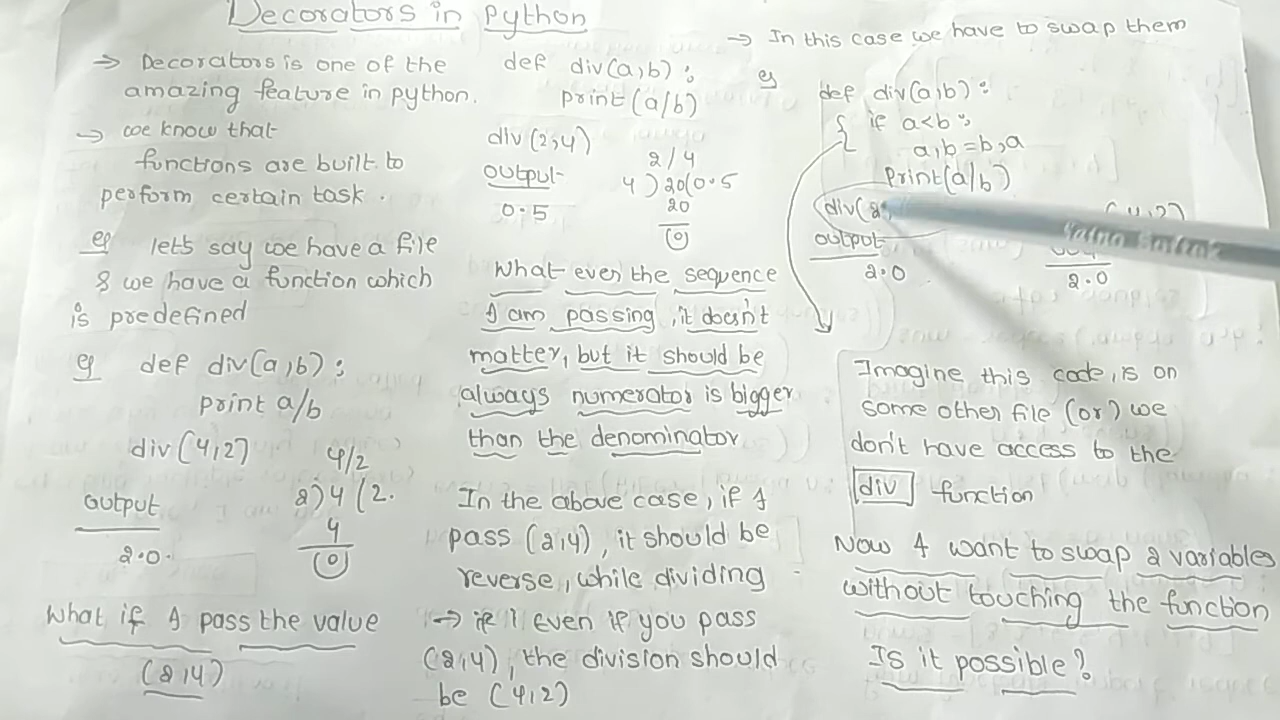 Decorators in python
→ Decorators is one of the
amazing feature in python.
→ we know that
functions are built to
perform certain task.
eg let's say we have a file
& we have a function which
is predefined
eg def div(a,b):
print a/b
div(4,2)
4/2
output
2)4(2.
4
0
2.0.
What if I pass the value
(2,4)
def div(a,b):
print(a/b)
div(2,4)
2/4
output
4)20(0.5
0.5
20
0
What ever the sequence
I am passing, it doesn't
matter, but it should be
always numerator is bigger
than the denominator
In the above case, if I
pass (2,4), it should be
reverse, while dividing
→ even if you pass
(2,4), the division should
be (4,2)
→ In this case we have to swap them
eg def div(a,b):
if a<b:
a,b=b,a
print(a/b)
div(2,
(4,2)
output
2.0
2.0
Imagine this code, is on
some other file (or) we
don't have access to the
div function
Now I want to swap 2 variables
without touching the function
Is it possible?